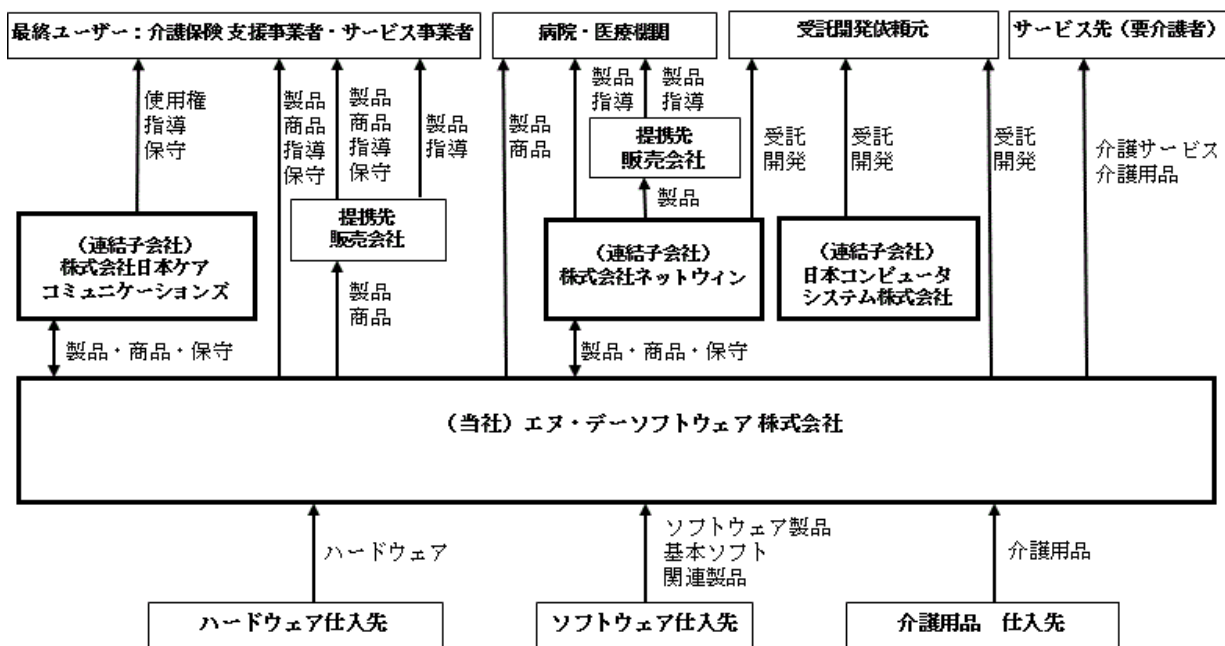 最終ユーザー：介護保険 支援事業者・サービス事業者
病院・医療機関
受託開発依頼元
サービス先（要介護者）
使用権
指導
保守
製品
商品
指導
保守
製品
商品
指導
保守
製品
指導
製品
商品
製品
指導
製品
指導
受託
開発
受託
開発
受託
開発
介護サービス
介護用品
提携先
販売会社
製品
提携先
販売会社
（連結子会社）
株式会社日本ケア
コミュニケーションズ
（連結子会社）
株式会社ネットウィン
（連結子会社）
日本コンピュータ
システム株式会社
製品
商品
製品・商品・保守
製品・商品・保守
（当社）エヌ・デーソフトウェア 株式会社
ハードウェア
ソフトウェア製品
基本ソフト
関連製品
介護用品
ハードウェア仕入先
ソフトウェア仕入先
介護用品　仕入先